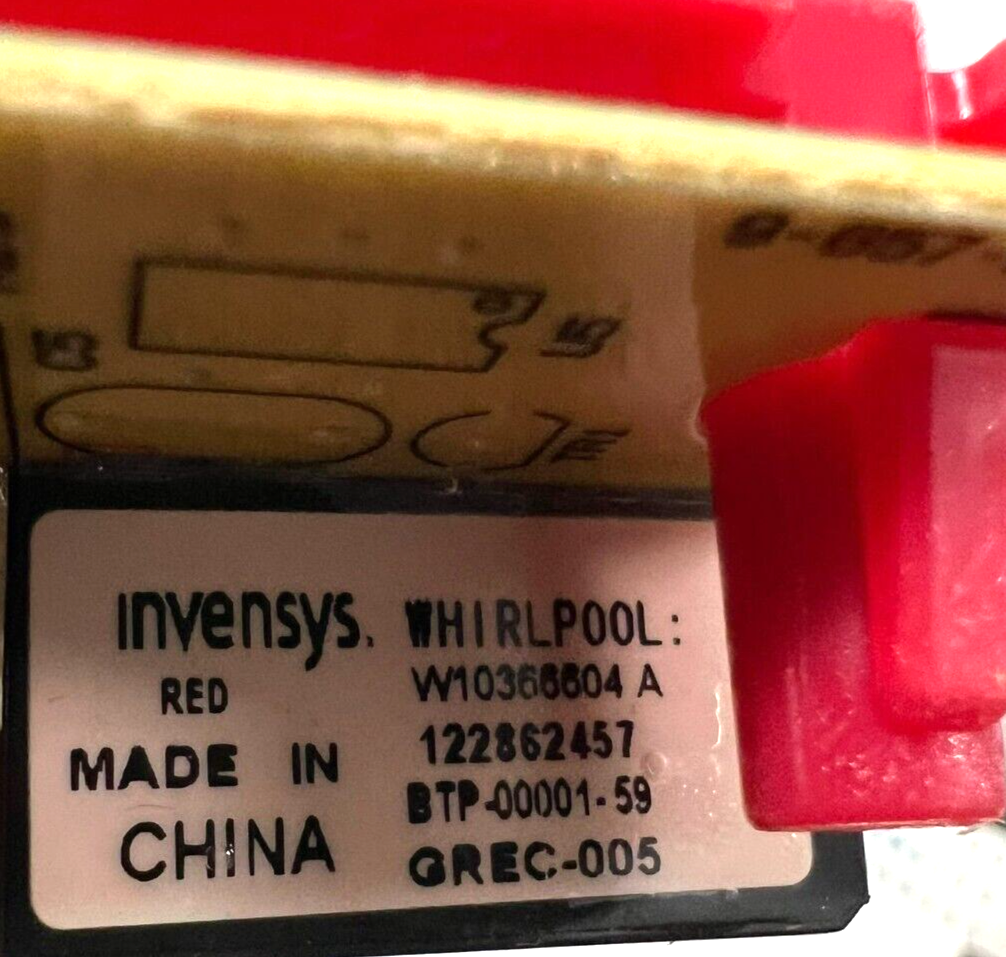 invensys.
RED
MADE IN
CHINA
WHIRLPOOL:
W10366604 A
122862457
BTP-00001-59
GREC-005